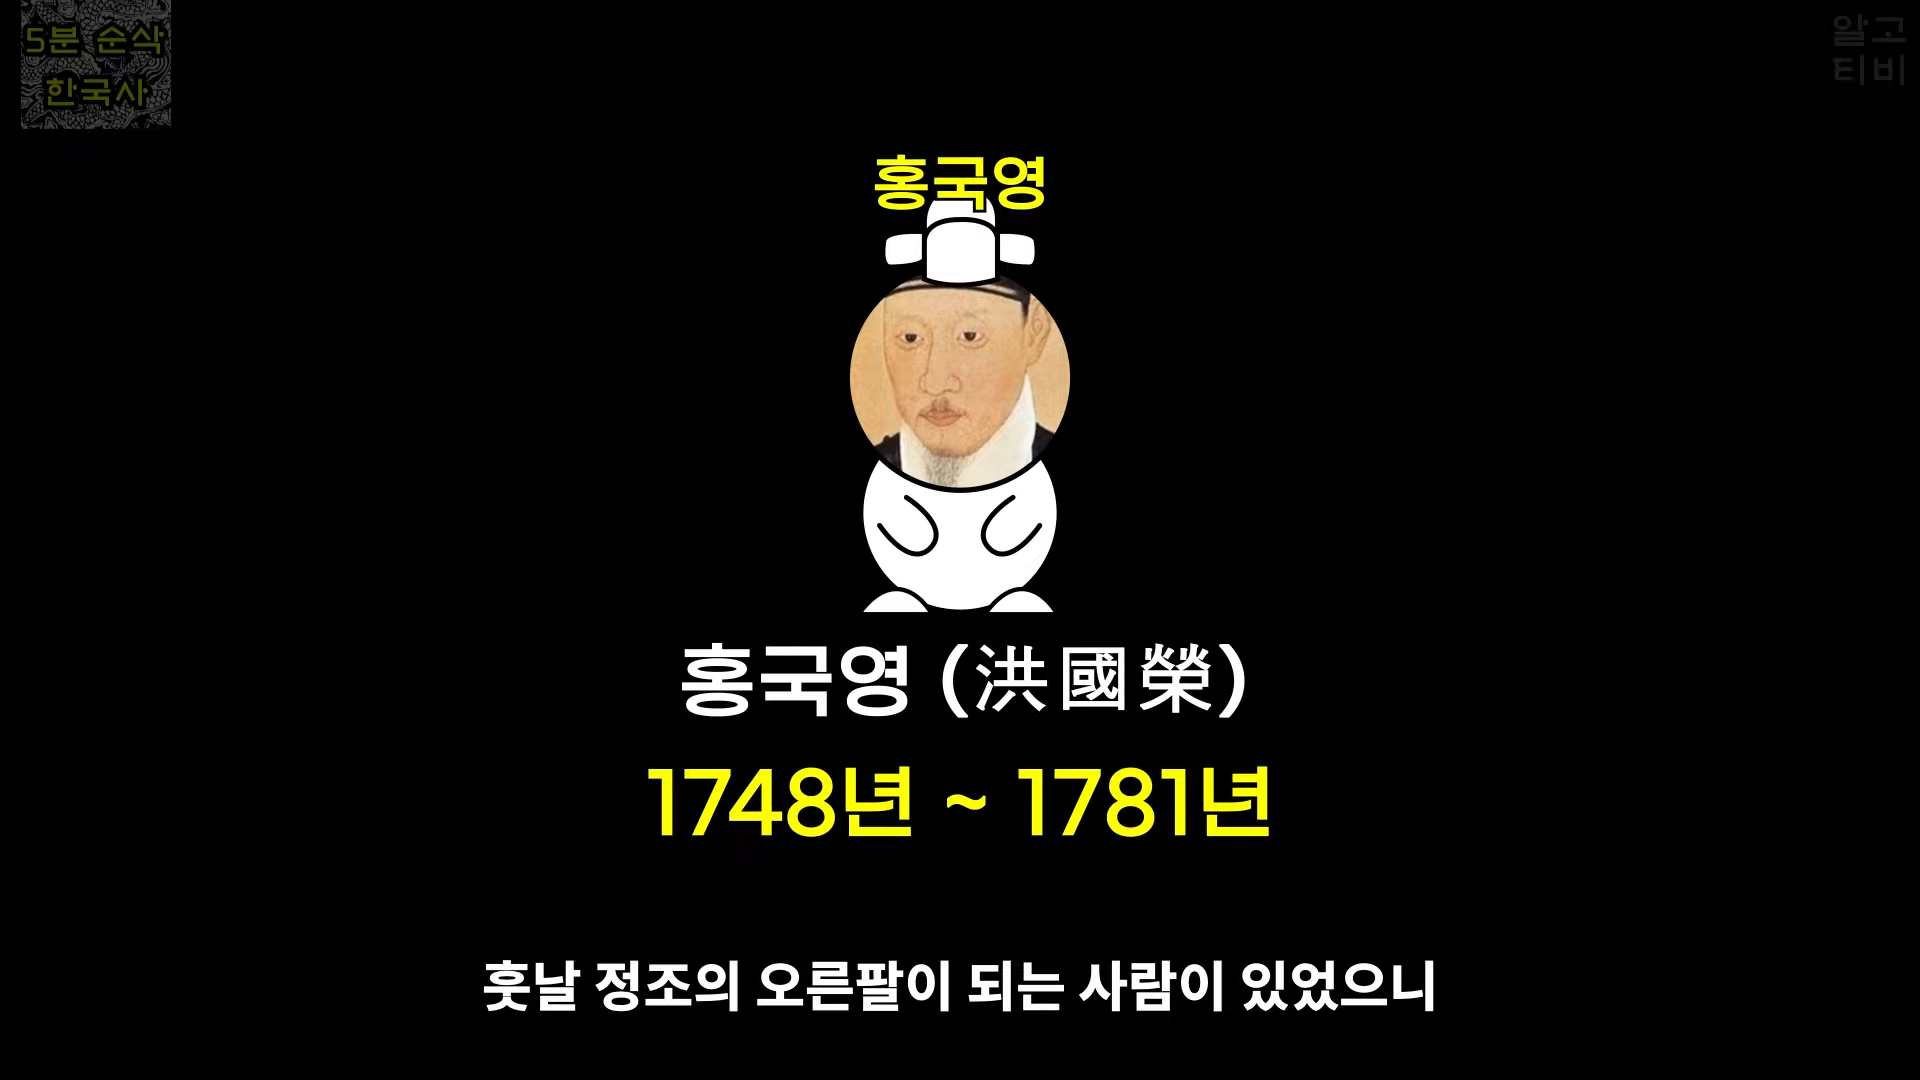 5분 순삭
한국사
알고
티비
홍국영
홍국영 (洪國榮)
1748년 ~ 1781년
훗날 정조의 오른팔이 되는 사람이 있었으니